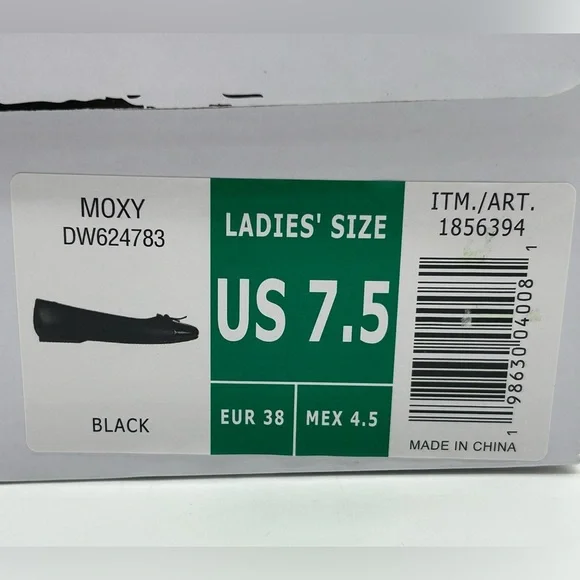 MOXY
DW624783
BLACK
LADIES' SIZE
US 7.5
EUR 38
MEX 4.5
ITM./ART.
1856394
1 98630 04008 1
MADE IN CHINA